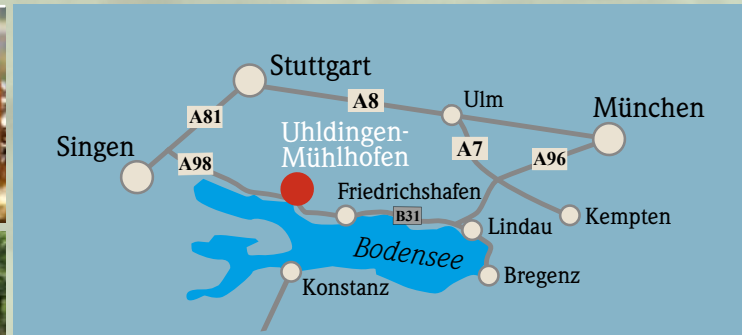 Stuttgart
A8
Ulm
München
A81
Singen
A98
Uhldingen-
Mühlhofen
A7
A96
Friedrichshafen
B31
Lindau
Kempten
Bodensee
Konstanz
Bregenz